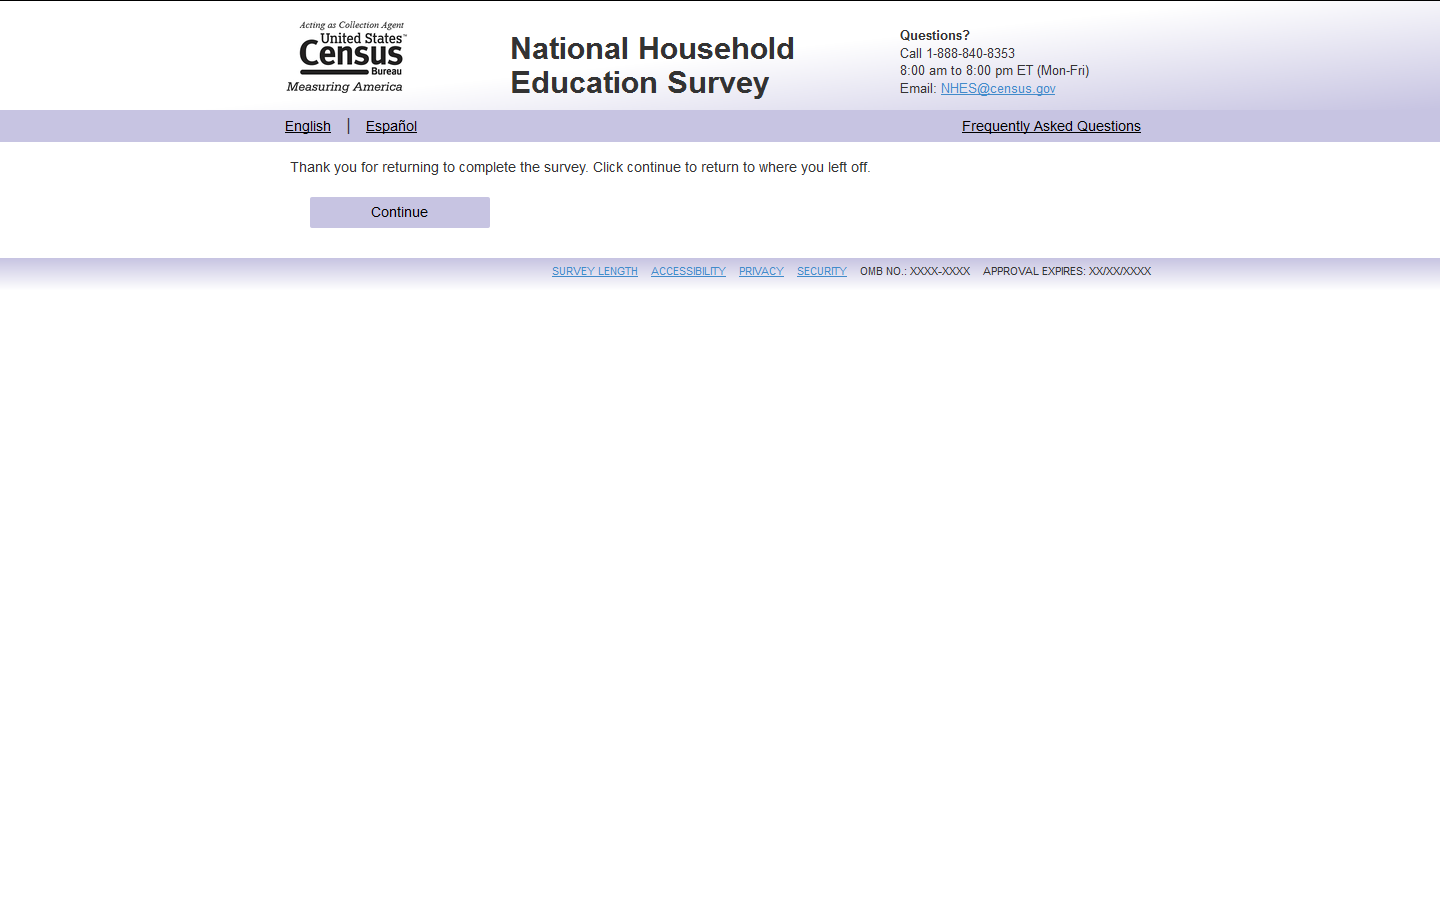 Acting as Collection Agent
United States™
Census
Bureau
Measuring America
National Household
Education Survey
Questions?
Call 1-888-840-8353
8:00 am to 8:00 pm ET (Mon-Fri)
Email: NHES@census.gov
English | Español
Frequently Asked Questions
Thank you for returning to complete the survey. Click continue to return to where you left off.
Continue
SURVEY LENGTH ACCESSIBILITY PRIVACY SECURITY OMB NO.: XXXX-XXXX APPROVAL EXPIRES: XX/XX/XXXX